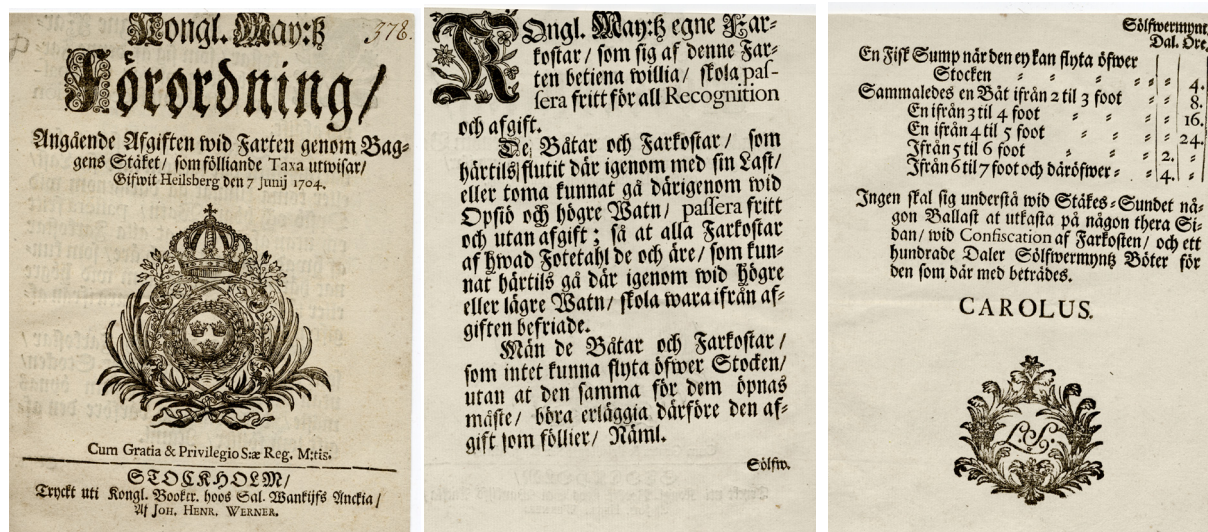 Kongl. May:tz
378.
Förordning/
Angående Afgiften wid Farten genom Bag-
gens Stäket/ som fölliande Taxa utwisar/
Gifwit Heilsberg den 7 Junij 1704.
Cum Gratia & Privilegio S:æ Reg. M:tis.
STOCKHOLM/
Tryckt uti Kongl. Booktr. hoos Sal. Wankijfs Änckia/
Af JOH. HENR. WERNER.
KOngl. May:tz egne Far-
kostar/ som sig af denne Far-
ten betiena willia/ skola pas-
sera fritt för all Recognition
och afgift.
De Båtar och Farkostar/ som
härtils flutit där igenom med sin Last/
eller toma kunnat gå därigenom wid
Opsiö och högre Watn/ passera fritt
och utan afgift; så at alla Farkostar
af hwad Fotetahl de och äre/ som kun-
nat härtils gå där igenom wid högre
eller lägre Watn/ skola wara ifrån af-
giften befriade.
Män de Båtar och Farkostar/
som intet kunna flyta öfwer Stocken/
utan at den samma för dem öpnas
måste/ böra erläggia därföre den af-
gift som föllier/ Näml.
Sölfw.
Sölfwermynt.
Dal. Öre.
En Fisk Sump när den ey kan flyta öfwer
Stocken = = = = = 4.
Sammaledes en Båt ifrån 2 til 3 foot = = 8.
En ifrån 3 til 4 foot = = = = 16.
En ifrån 4 til 5 foot = = = 24.
Ifrån 5 til 6 foot = = = 2. =
Ifrån 6 til 7 foot och däröfwer = = 4. =
Ingen skal sig understå wid Stäkes-Sundet nå-
gon Ballast at utkasta på någon thera Si-
dan/ wid Confiscation af Farkosten/ och ett
hundrade Daler Sölfwermyntz Böter för
den som där med beträdes.
CAROLUS.
L. S.